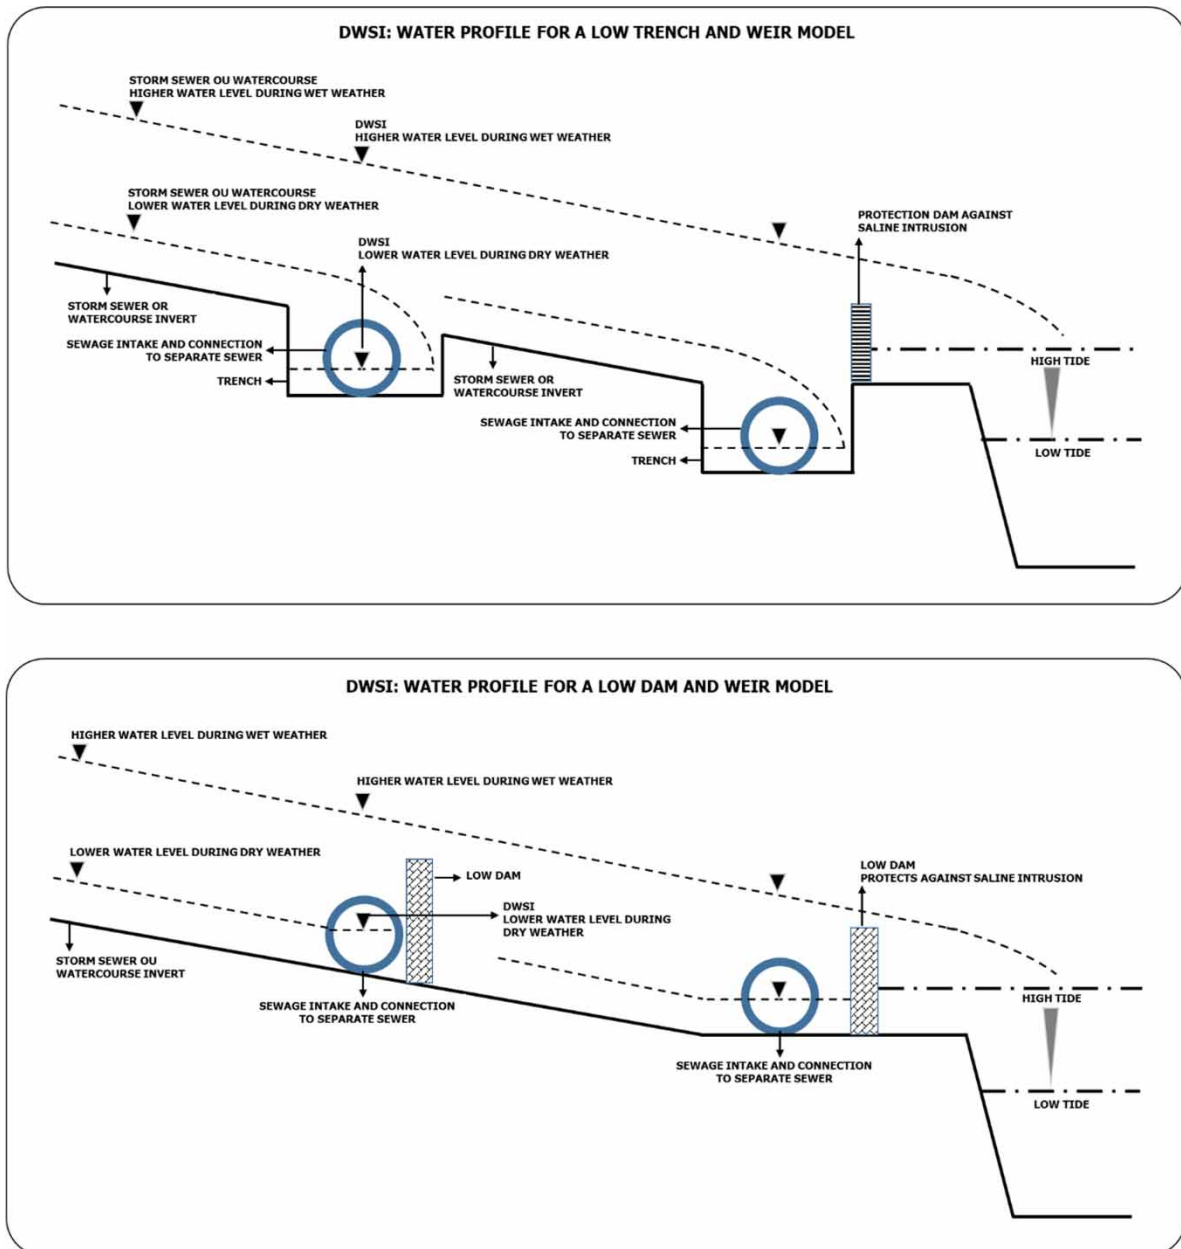 DWSI: WATER PROFILE FOR A LOW TRENCH AND WEIR MODEL
STORM SEWER OU WATERCOURSE
HIGHER WATER LEVEL DURING WET WEATHER
DWSI
HIGHER WATER LEVEL DURING WET WEATHER
STORM SEWER OU WATERCOURSE
LOWER WATER LEVEL DURING DRY WEATHER
PROTECTION DAM AGAINST
SALINE INTRUSION
DWSI
LOWER WATER LEVEL DURING DRY WEATHER
STORM SEWER OR
WATERCOURSE INVERT
SEWAGE INTAKE AND CONNECTION
TO SEPARATE SEWER
TRENCH
STORM SEWER OR
WATERCOURSE INVERT
HIGH TIDE
SEWAGE INTAKE AND CONNECTION
TO SEPARATE SEWER
TRENCH
LOW TIDE
DWSI: WATER PROFILE FOR A LOW DAM AND WEIR MODEL
HIGHER WATER LEVEL DURING WET WEATHER
HIGHER WATER LEVEL DURING WET WEATHER
LOWER WATER LEVEL DURING DRY WEATHER
LOW DAM
LOW DAM
PROTECTS AGAINST SALINE INTRUSION
DWSI
LOWER WATER LEVEL DURING
DRY WEATHER
STORM SEWER OU
WATERCOURSE INVERT
SEWAGE INTAKE AND CONNECTION
TO SEPARATE SEWER
HIGH TIDE
SEWAGE INTAKE AND CONNECTION
TO SEPARATE SEWER
LOW TIDE